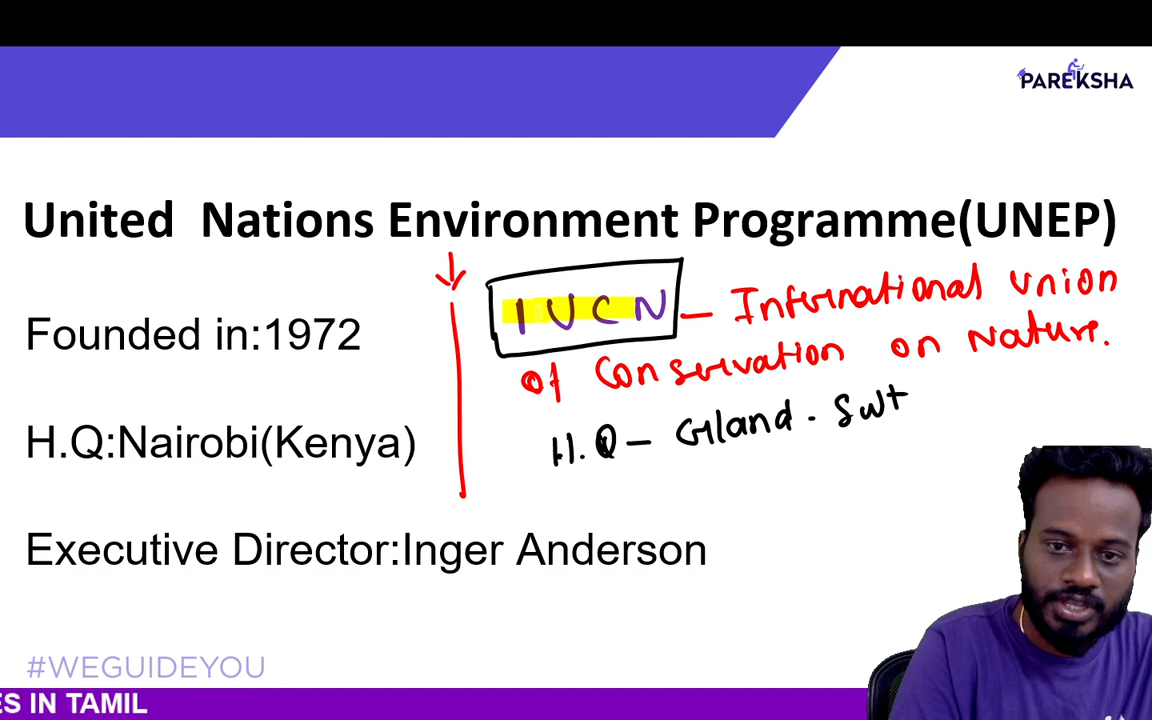 PAREKSHA
United Nations Environment Programme(UNEP)
IUCN – International Union
of Conservation on Nature.
Founded in:1972
H.Q – Gland - Swt
H.Q:Nairobi(Kenya)
Executive Director:Inger Anderson
#WEGUIDEYOU
ES IN TAMIL